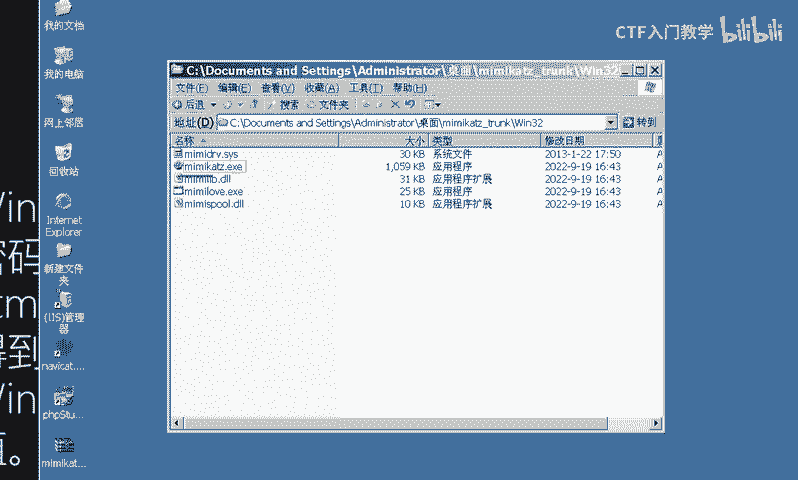 CTF入门教学 bilibili
我的文档
我的电脑
网上邻居
回收站
Internet
Explorer
新建文件
夹
(IIS)管理
器
navicat....
phpStu...
mimikat...
C:\Documents and Settings\Administrator\桌面\mimikatz_trunk\Win32
文件(F) 编辑(E) 查看(V) 收藏(A) 工具(T) 帮助(H)
后退 搜索 文件夹
地址(D) C:\Documents and Settings\Administrator\桌面\mimikatz_trunk\Win32 转到
名称 大小 类型 修改日期
mimidrv.sys 30 KB 系统文件 2013-1-22 17:50 A
mimikatz.exe 1,059 KB 应用程序 2022-9-19 16:43 A
mimilib.dll 31 KB 应用程序扩展 2022-9-19 16:43 A
mimilove.exe 25 KB 应用程序 2022-9-19 16:43 A
mimispool.dll 10 KB 应用程序扩展 2022-9-19 16:43 A
/in
密码
tm
得到
/in